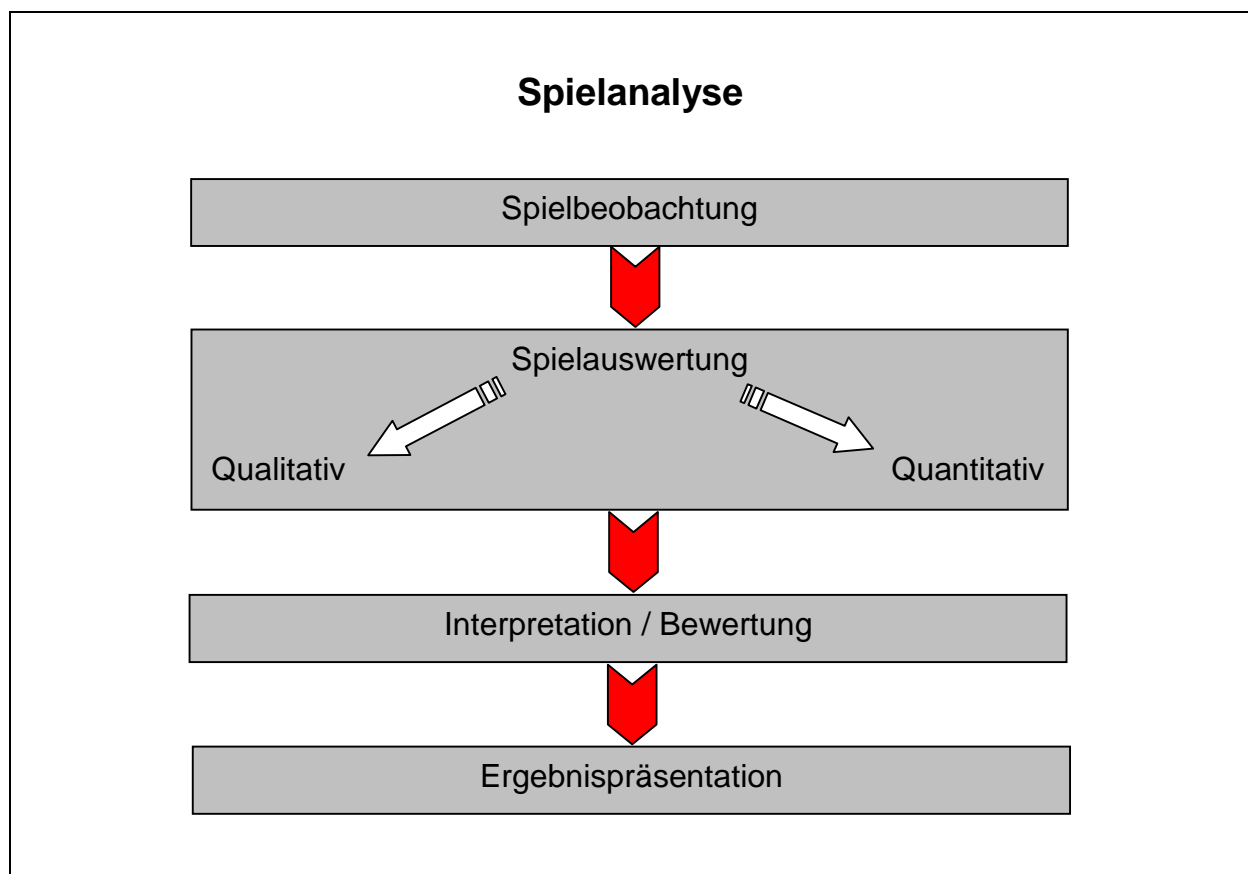 Spielanalyse
Spielbeobachtung
Spielauswertung
Qualitativ
Quantitativ
Interpretation / Bewertung
Ergebnispräsentation